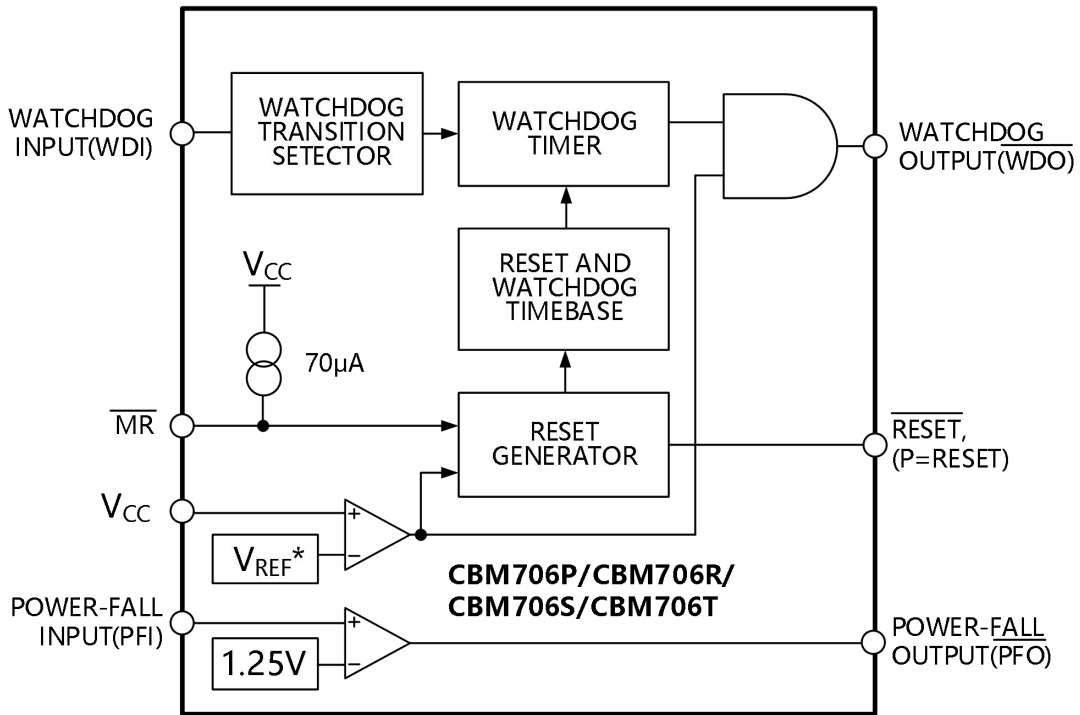 WATCHDOG
INPUT(WDI)
WATCHDOG
TRANSITION
SETECTOR
WATCHDOG
TIMER
WATCHDOG
OUTPUT(WDO)
RESET AND
WATCHDOG
TIMEBASE
VCC
70μA
MR
RESET
GENERATOR
RESET,
(P=RESET)
VCC
+
−
VREF*
CBM706P/CBM706R/
CBM706S/CBM706T
POWER-FALL
INPUT(PFI)
+
−
1.25V
POWER-FALL
OUTPUT(PFO)